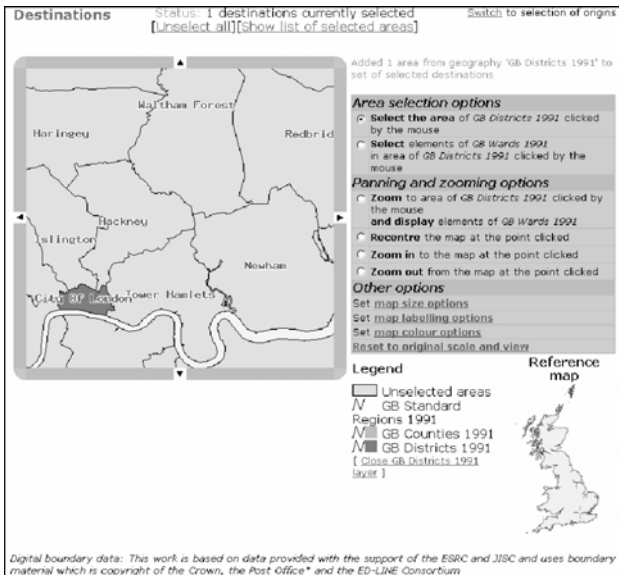 Destinations
Status: 1 destinations currently selected
[Unselect all][Show list of selected areas]
Swatch to selection of origins
Added 1 area from geography 'GB Districts 1991' to
set of selected destinations
Waltham Forest
Haringey
Redbrid
Hackney
Islington
Newham
City Of London
Tower Hamlets
Area selection options
Select the area of GB Districts 1991 clicked
by the mouse
Select elements of GB Wards 1991
in area of GB Districts 1991 clicked by the
mouse
Panning and zooming options
Zoom to area of GB Districts 1991 clicked by
the mouse
and display elements of GB Wards 1991
Recentre the map at the point clicked
Zoom in to the map at the point clicked
Zoom out from the map at the point clicked
Other options
Set map size options
Set map labelling options
Set map colour options
Reset to original scale and view
Legend
Unselected areas
GB Standard
Regions 1991
GB Counties 1991
GB Districts 1991
[ Close GB Districts 1991
layer ]
Reference
map
Digital boundary data: This work is based on data provided with the support of the ESRC and JISC and uses boundary
material which is copyright of the Crown, the Post Office* and the ED-LINE Consortium